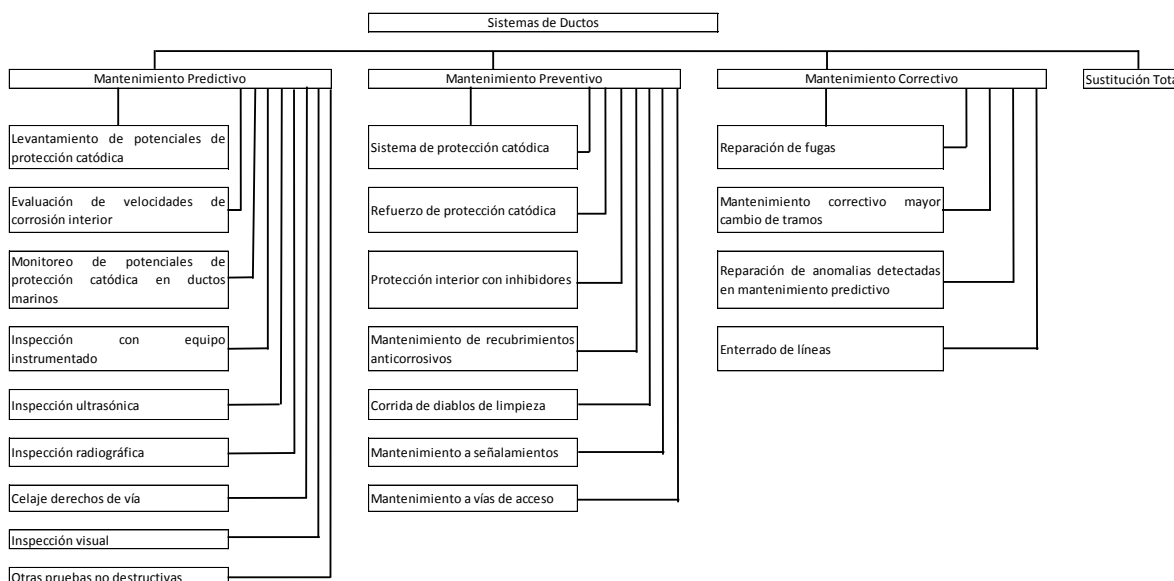 Sistemas de Ductos
Mantenimiento Predictivo
Mantenimiento Preventivo
Mantenimiento Correctivo
Sustitución Tota
Levantamiento de potenciales de
protección catódica
Evaluación de velocidades de
corrosión interior
Monitoreo de potenciales de
protección catódica en ductos
marinos
Inspección con equipo
instrumentado
Inspección ultrasónica
Inspección radiográfica
Celaje derechos de vía
Inspección visual
Otras pruebas no destructivas
Sistema de protección catódica
Refuerzo de protección catódica
Protección interior con inhibidores
Mantenimiento de recubrimientos
anticorrosivos
Corrida de diablos de limpieza
Mantenimiento a señalamientos
Mantenimiento a vías de acceso
Reparación de fugas
Mantenimiento correctivo mayor
cambio de tramos
Reparación de anomalias detectadas
en mantenimiento predictivo
Enterrado de líneas